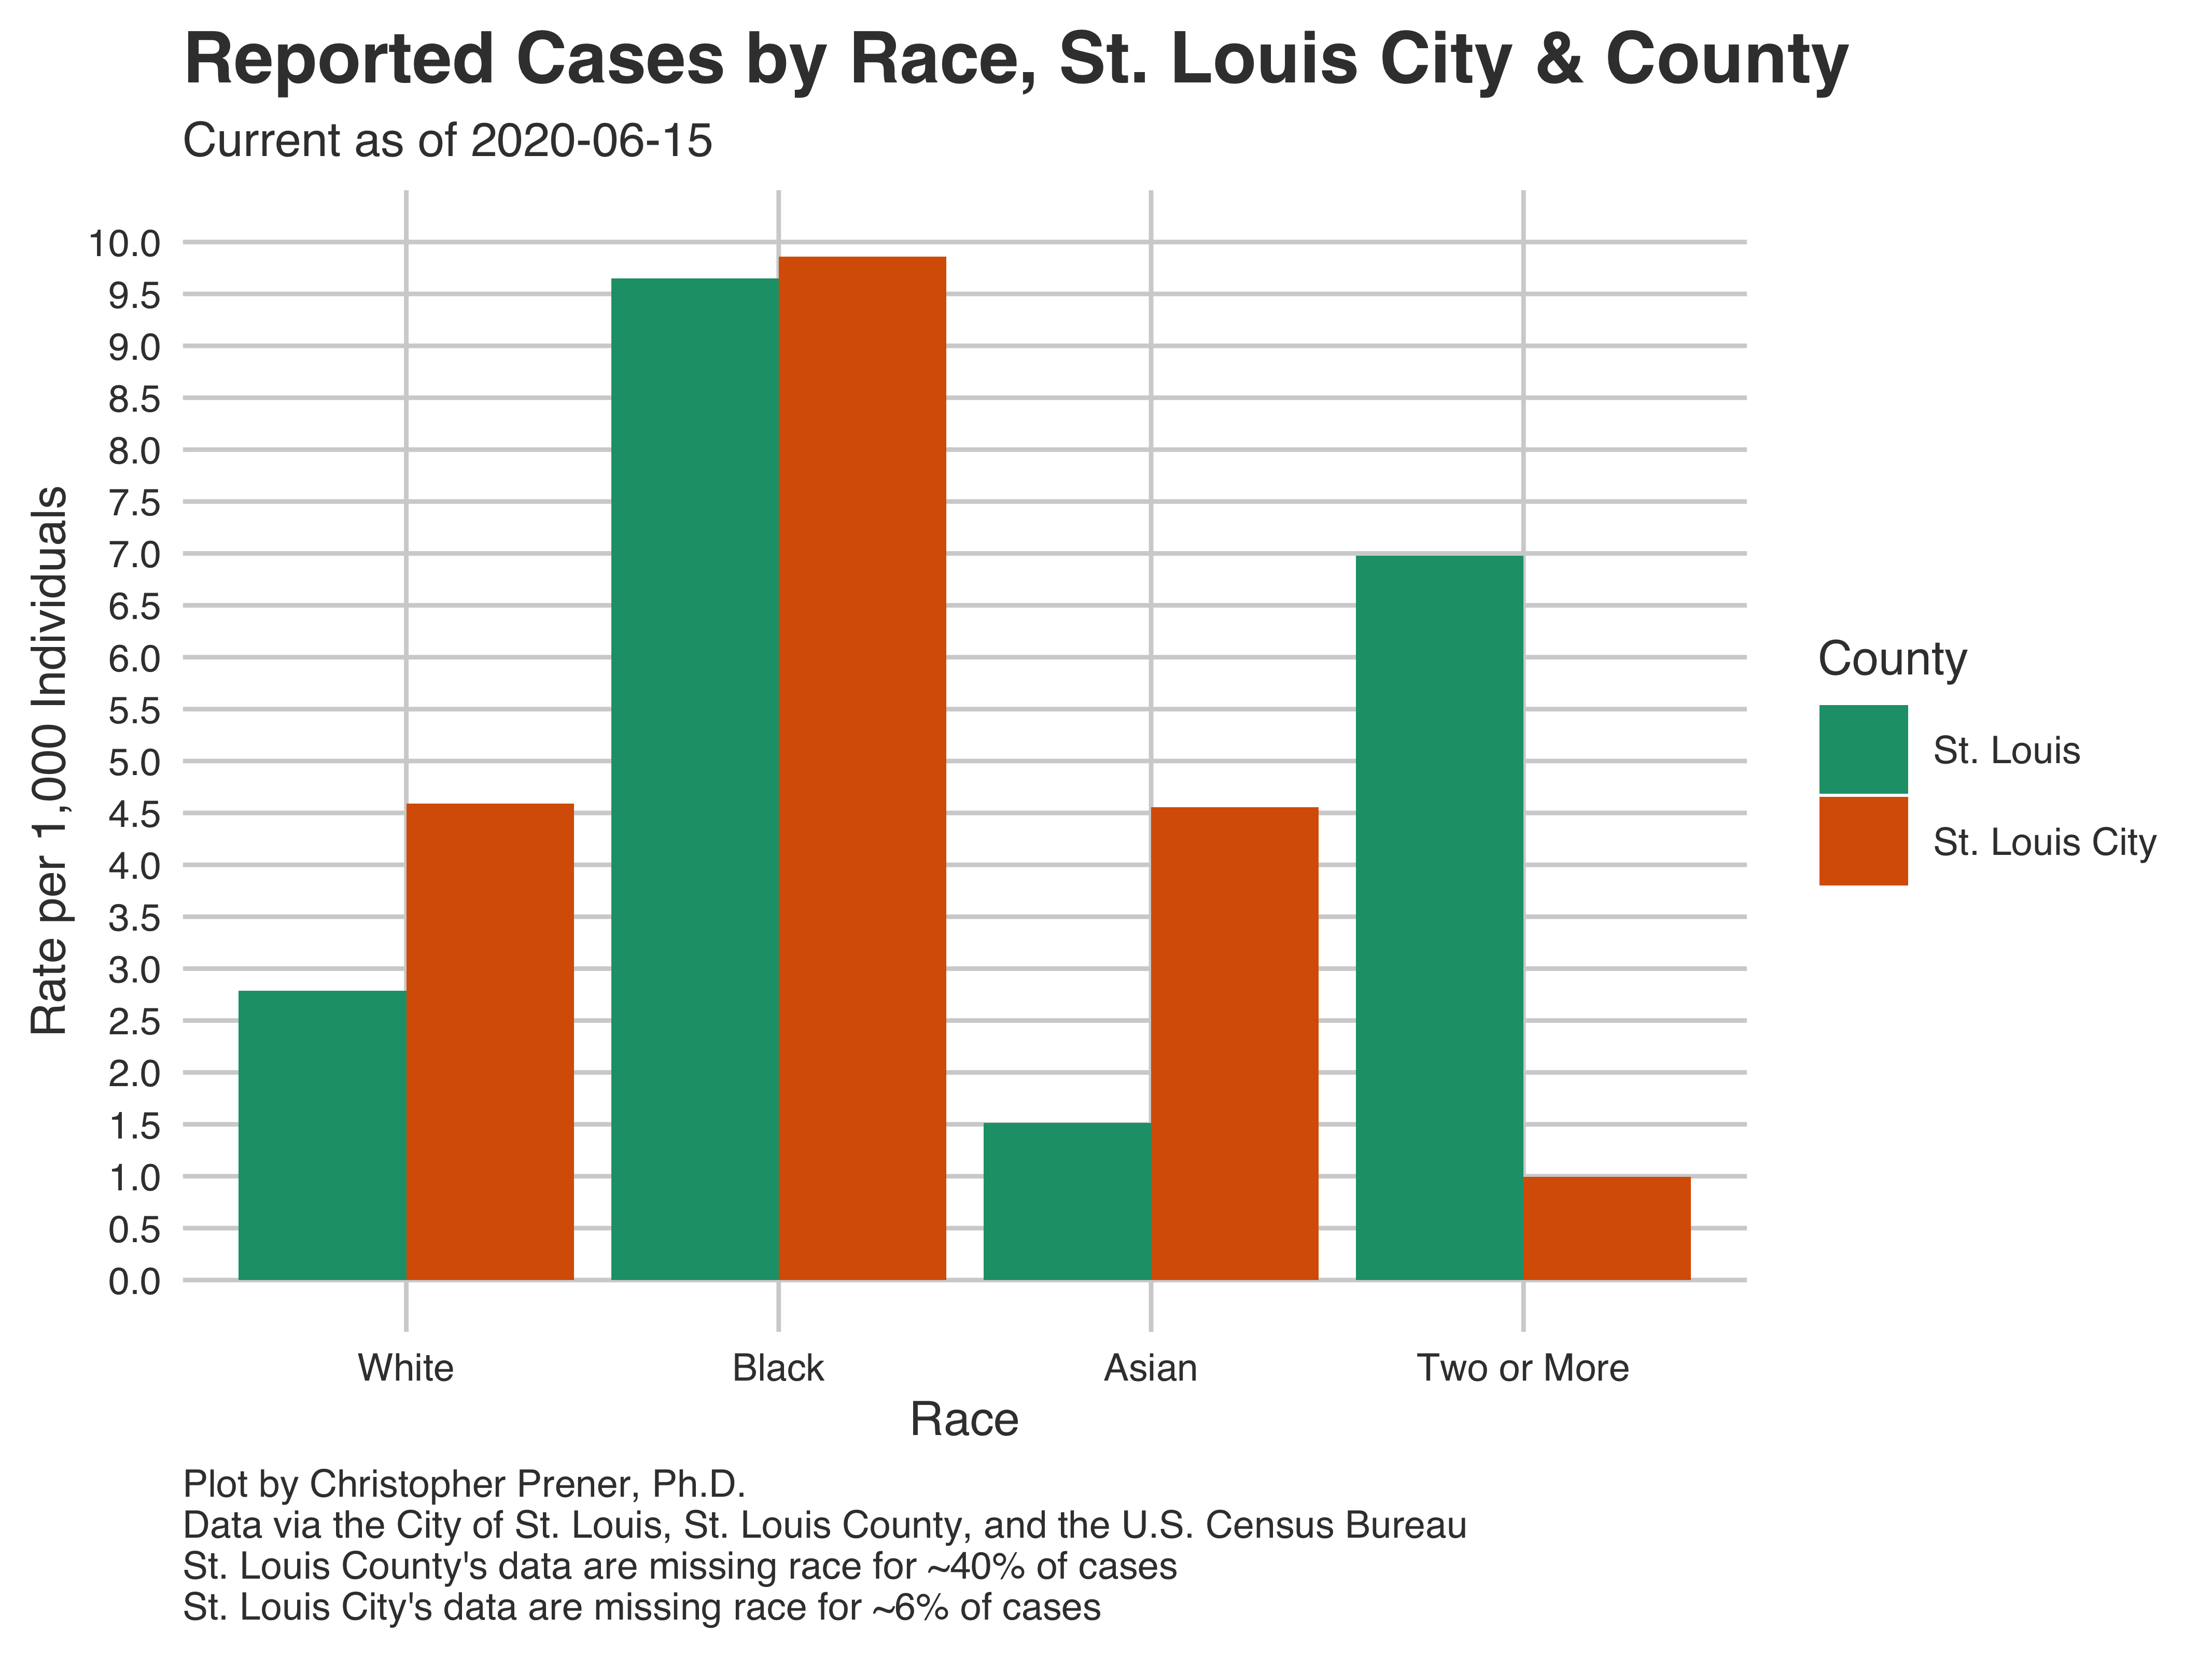 Reported Cases by Race, St. Louis City & County
Current as of 2020-06-15
Rate per 1,000 Individuals
10.0
9.5
9.0
8.5
8.0
7.5
7.0
6.5
6.0
5.5
5.0
4.5
4.0
3.5
3.0
2.5
2.0
1.5
1.0
0.5
0.0
White Black Asian Two or More
Race
County
St. Louis
St. Louis City
Plot by Christopher Prener, Ph.D.
Data via the City of St. Louis, St. Louis County, and the U.S. Census Bureau
St. Louis County's data are missing race for ~40% of cases
St. Louis City's data are missing race for ~6% of cases